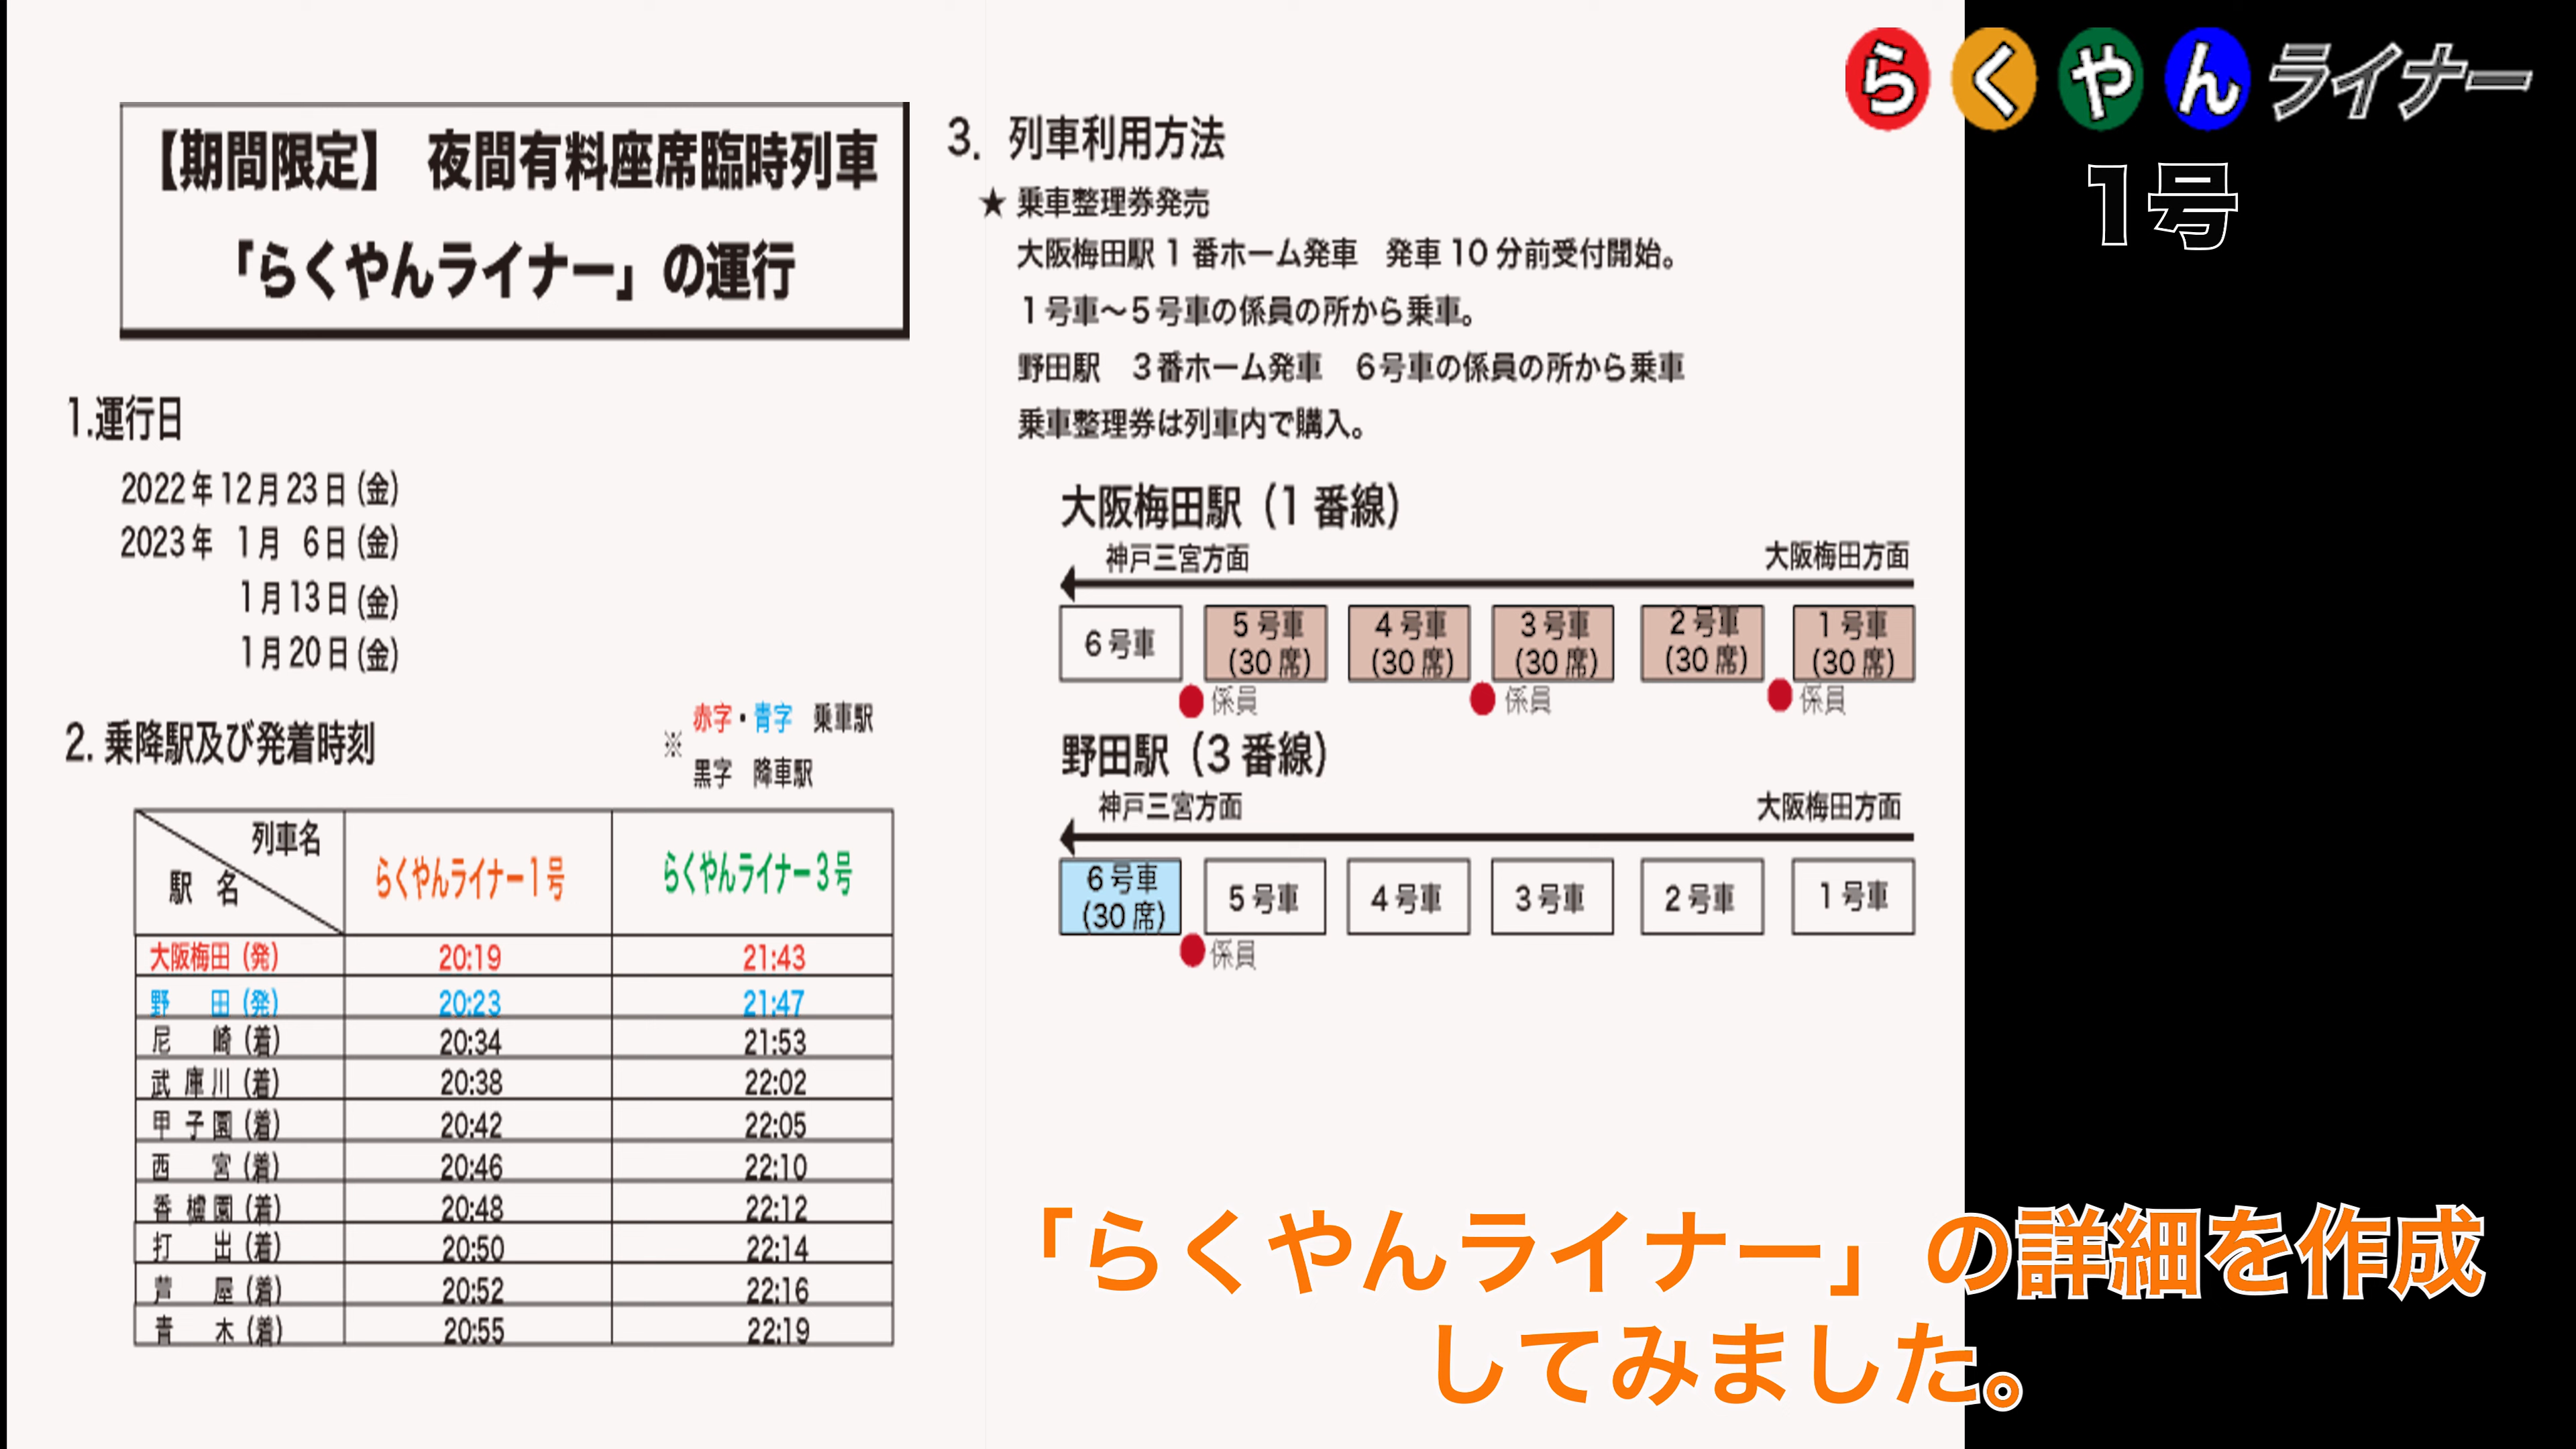 らくやんライナー
1号
【期間限定】 夜間有料座席臨時列車
「らくやんライナー」の運行
1.運行日
2022年12月23日(金)
2023年 1月 6日(金)
1月13日(金)
1月20日(金)
2. 乗降駅及び発着時刻
※ 赤字・青字 乗車駅
黒字 降車駅
列車名
駅 名
らくやんライナー1号 らくやんライナー3号
大阪梅田(発) 20:19 21:43
野 田(発) 20:23 21:47
尼 崎(着) 20:34 21:53
武庫川(着) 20:38 22:02
甲子園(着) 20:42 22:05
西 宮(着) 20:46 22:10
香櫨園(着) 20:48 22:12
打 出(着) 20:50 22:14
芦 屋(着) 20:52 22:16
青 木(着) 20:55 22:19
3. 列車利用方法
★ 乗車整理券発売
大阪梅田駅1番ホーム発車 発車10分前受付開始。
1号車～5号車の係員の所から乗車。
野田駅 3番ホーム発車 6号車の係員の所から乗車
乗車整理券は列車内で購入。
大阪梅田駅(1番線)
神戸三宮方面 大阪梅田方面
6号車 5号車 4号車 3号車 2号車 1号車
(30席) (30席) (30席) (30席) (30席)
係員 係員 係員
野田駅(3番線)
神戸三宮方面 大阪梅田方面
6号車 5号車 4号車 3号車 2号車 1号車
(30席)
係員
「らくやんライナー」の詳細を作成
してみました。